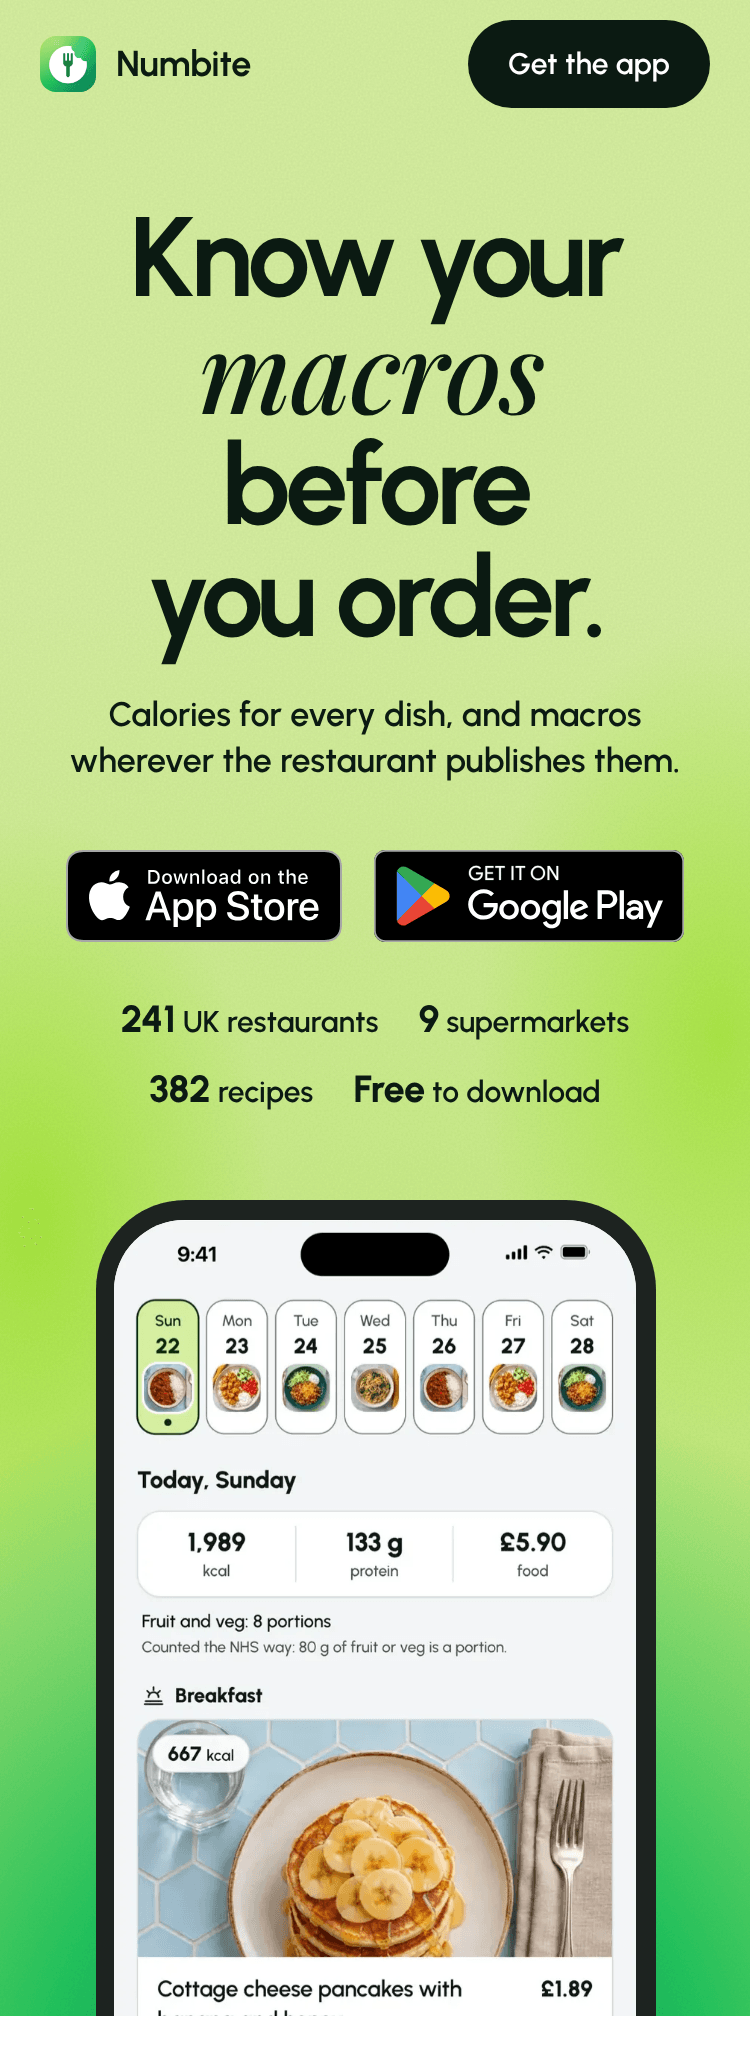 Numbite
Get the app
Know your
macros
before
you order.
Calories for every dish, and macros
wherever the restaurant publishes them.
Download on the
App Store
GET IT ON
Google Play
241 UK restaurants 9 supermarkets
382 recipes Free to download
9:41
Sun Mon Tue Wed Thu Fri Sat
22 23 24 25 26 27 28
Today, Sunday
1,989 133 g £5.90
kcal protein food
Fruit and veg: 8 portions
Counted the NHS way: 80 g of fruit or veg is a portion.
Breakfast
667 kcal
Cottage cheese pancakes with £1.89